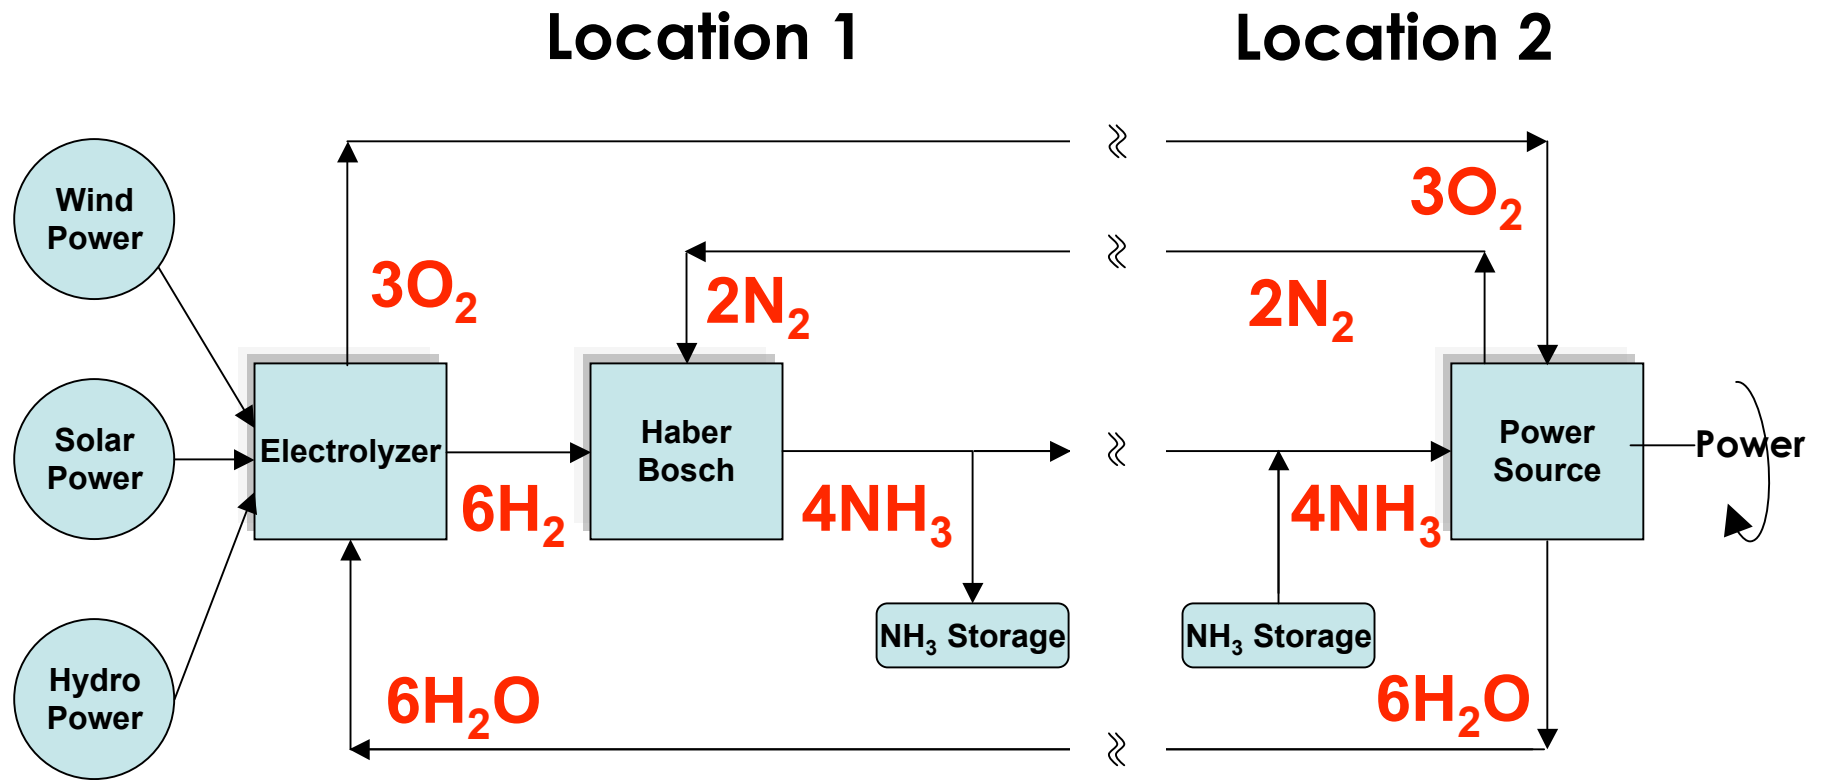 Location 1
Location 2
Wind
Power
3O₂
3O₂
2N₂
2N₂
Solar
Power
Electrolyzer
Haber
Bosch
Power
Source
Power
6H₂
4NH₃
4NH₃
NH₃ Storage
NH₃ Storage
Hydro
Power
6H₂O
6H₂O